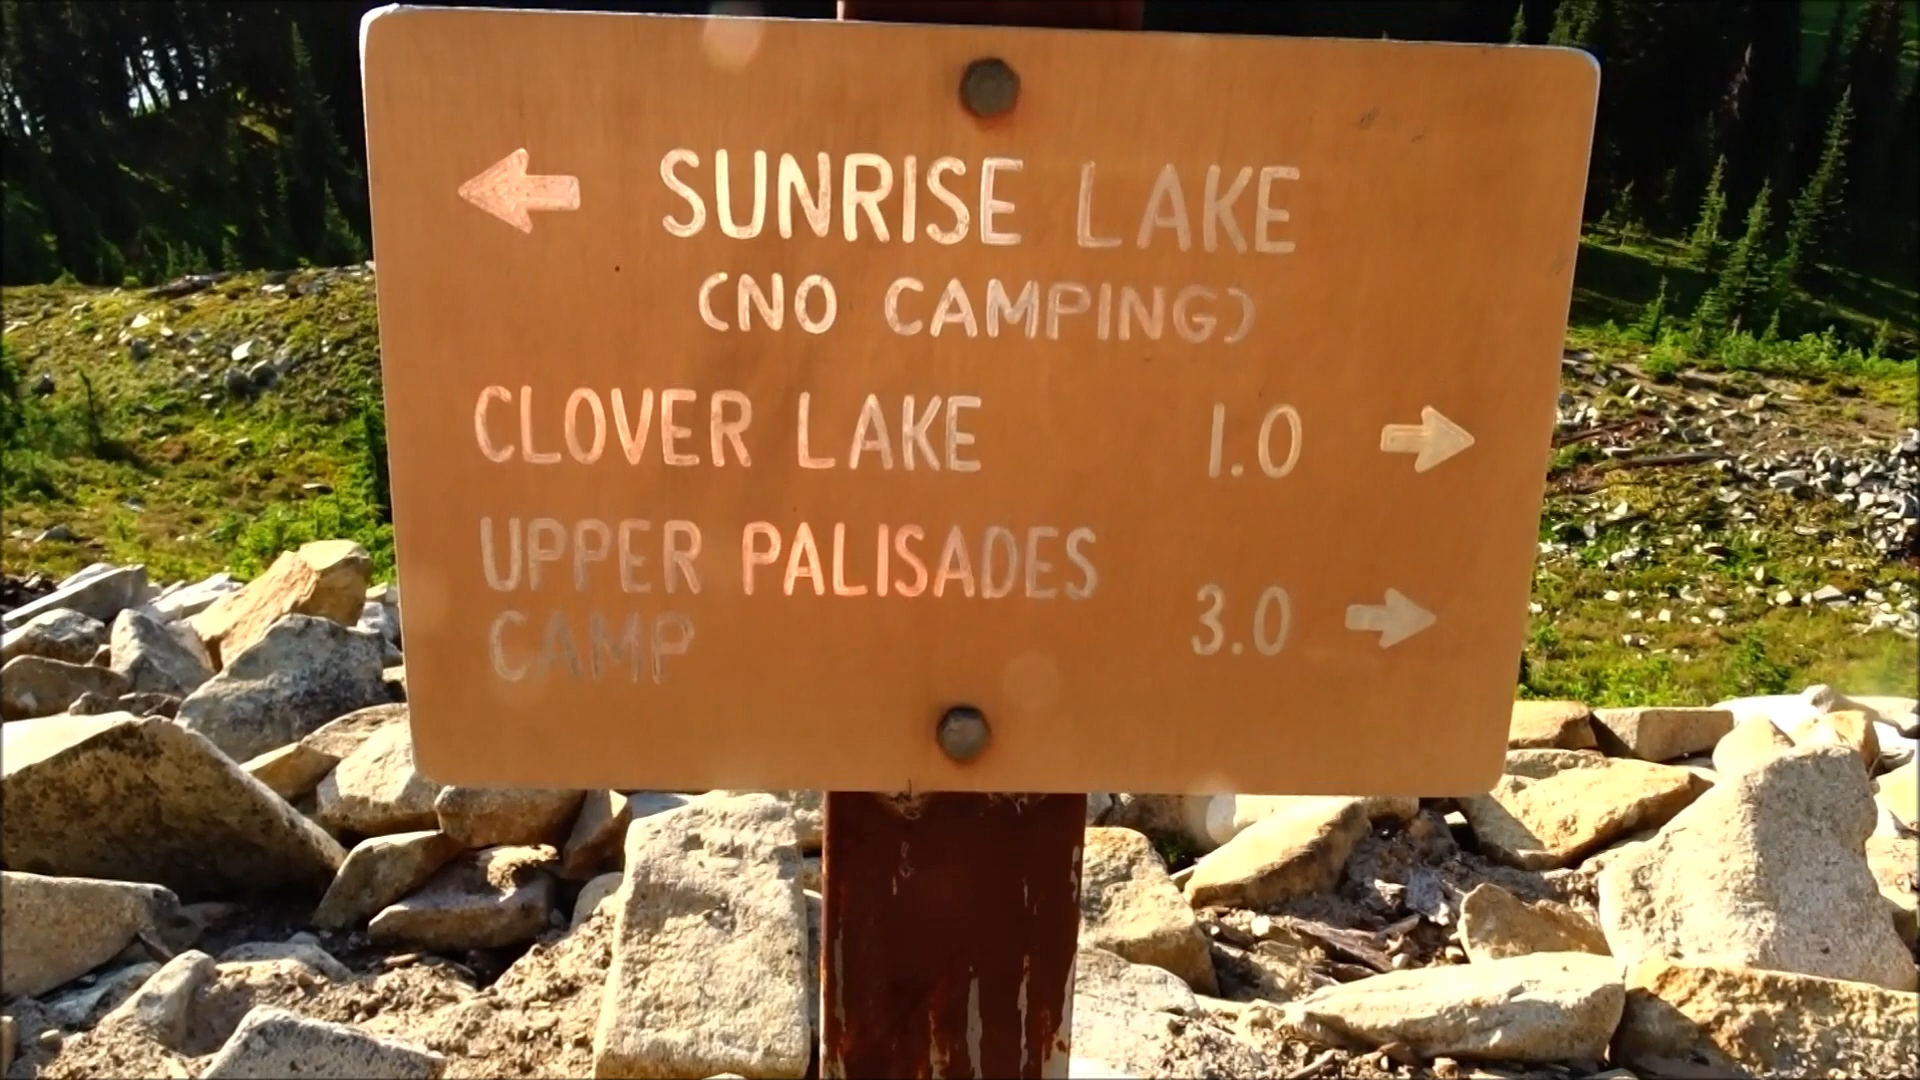 SUNRISE LAKE
(NO CAMPING)
CLOVER LAKE 1.0
UPPER PALISADES
CAMP 3.0